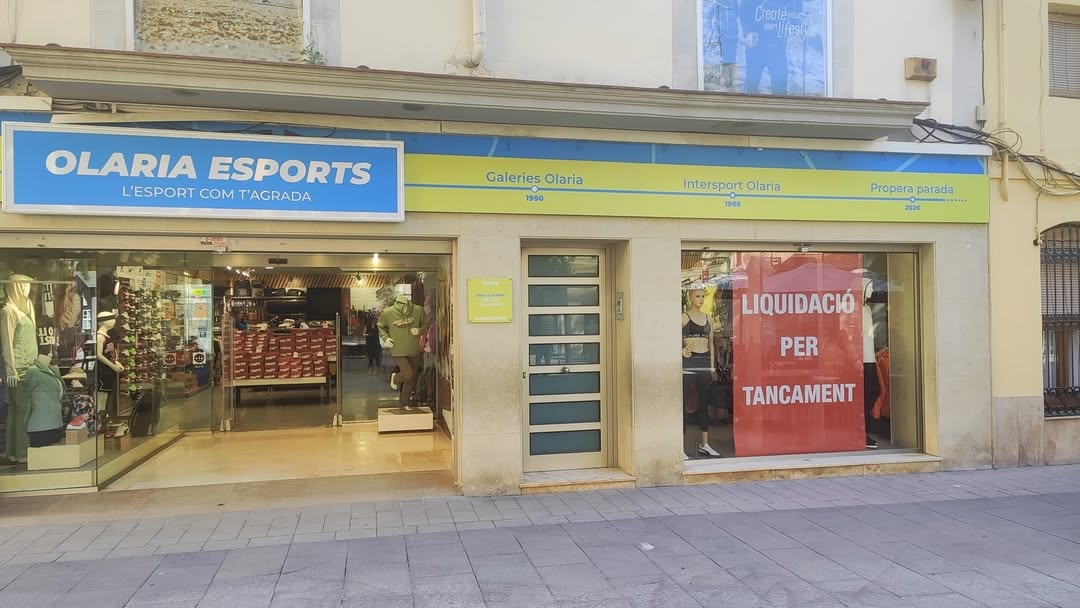 Create your
own Lifestyle
OLARIA ESPORTS
L'ESPORT COM T'AGRADA
Galeries Olaria
1950
Intersport Olaria
1988
Propera parada
2026
HORARI
LIQUIDACIÓ
PER
TANCAMENT